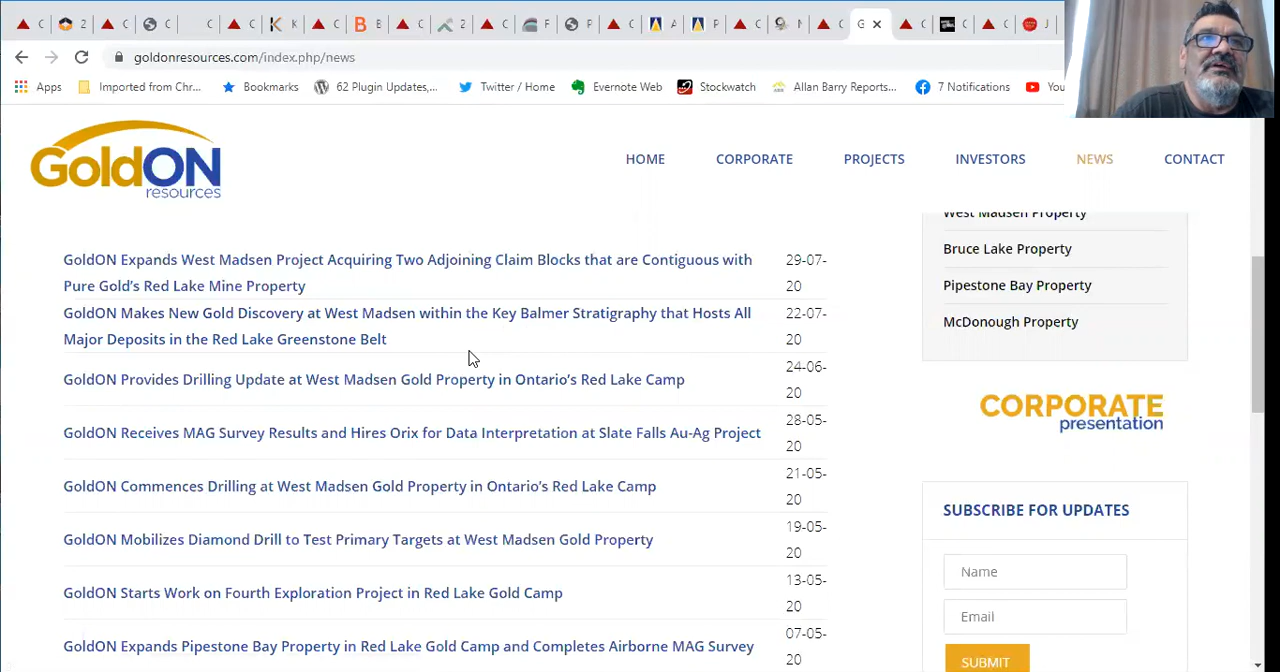 2
K
B
2
F
P
A
P
G
J
goldonresources.com/index.php/news
Apps
Imported from Chr...
Bookmarks
62 Plugin Updates,...
Twitter / Home
Evernote Web
Stockwatch
Allan Barry Reports...
7 Notifications
You
GoldON
resources
HOME
CORPORATE
PROJECTS
INVESTORS
NEWS
CONTACT
West Madsen Property
Bruce Lake Property
Pipestone Bay Property
McDonough Property
GoldON Expands West Madsen Project Acquiring Two Adjoining Claim Blocks that are Contiguous with
Pure Gold's Red Lake Mine Property
29-07-
20
GoldON Makes New Gold Discovery at West Madsen within the Key Balmer Stratigraphy that Hosts All
Major Deposits in the Red Lake Greenstone Belt
22-07-
20
GoldON Provides Drilling Update at West Madsen Gold Property in Ontario's Red Lake Camp
24-06-
20
GoldON Receives MAG Survey Results and Hires Orix for Data Interpretation at Slate Falls Au-Ag Project
28-05-
20
GoldON Commences Drilling at West Madsen Gold Property in Ontario's Red Lake Camp
21-05-
20
GoldON Mobilizes Diamond Drill to Test Primary Targets at West Madsen Gold Property
19-05-
20
GoldON Starts Work on Fourth Exploration Project in Red Lake Gold Camp
13-05-
20
GoldON Expands Pipestone Bay Property in Red Lake Gold Camp and Completes Airborne MAG Survey
07-05-
20
CORPORATE
presentation
SUBSCRIBE FOR UPDATES
Name
Email
SUBMIT